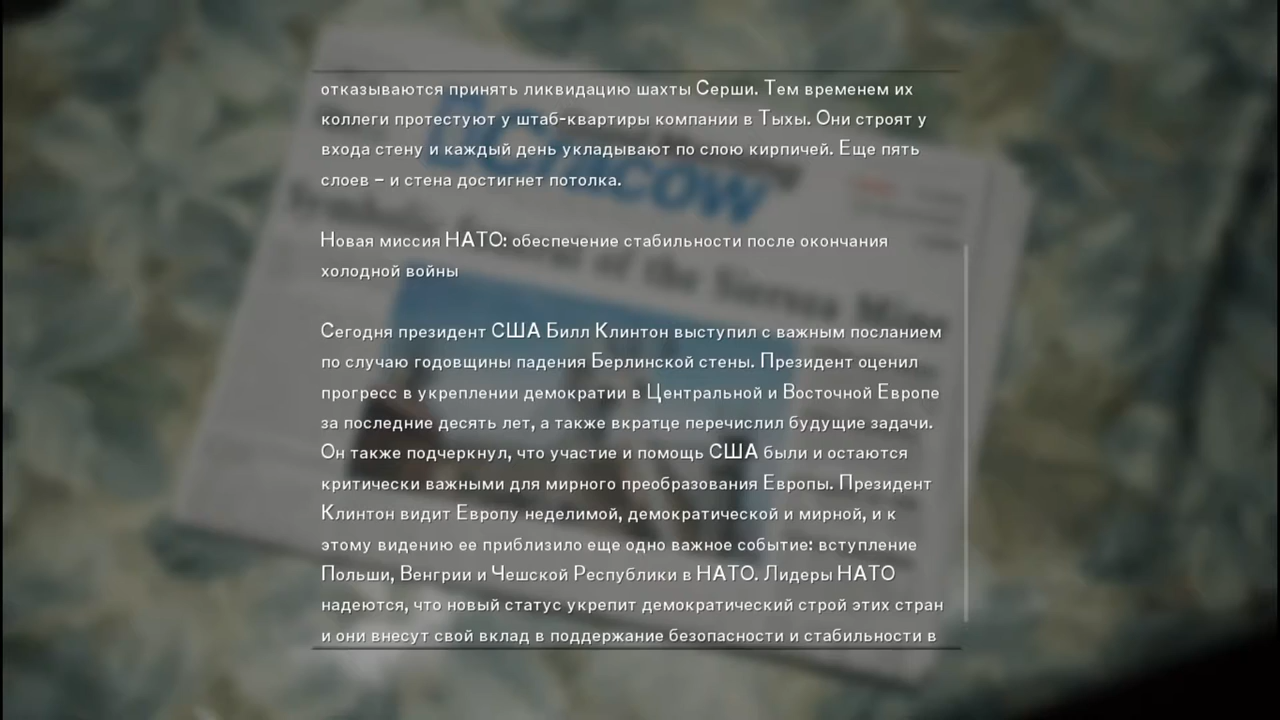 отказываются принять ликвидацию шахты Серши. Тем временем их
коллеги протестуют у штаб-квартиры компании в Тыхы. Они строят у
входа стену и каждый день укладывают по слою кирпичей. Еще пять
слоев – и стена достигнет потолка.
Новая миссия НАТО: обеспечение стабильности после окончания
холодной войны
Сегодня президент США Билл Клинтон выступил с важным посланием
по случаю годовщины падения Берлинской стены. Президент оценил
прогресс в укреплении демократии в Центральной и Восточной Европе
за последние десять лет, а также вкратце перечислил будущие задачи.
Он также подчеркнул, что участие и помощь США были и остаются
критически важными для мирного преобразования Европы. Президент
Клинтон видит Европу неделимой, демократической и мирной, и к
этому видению ее приблизило еще одно важное событие: вступление
Польши, Венгрии и Чешской Республики в НАТО. Лидеры НАТО
надеются, что новый статус укрепит демократический строй этих стран
и они внесут свой вклад в поддержание безопасности и стабильности в
of the Siersza Mine